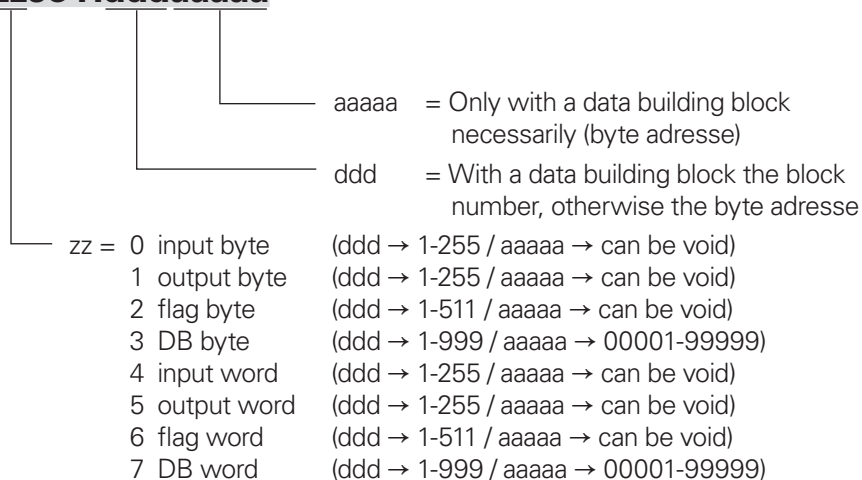 aaaaa = Only with a data building block
necessarily (byte adresse)
ddd = With a data building block the block
number, otherwise the byte adresse
zz = 0 input byte (ddd → 1-255 / aaaaa → can be void)
1 output byte (ddd → 1-255 / aaaaa → can be void)
2 flag byte (ddd → 1-511 / aaaaa → can be void)
3 DB byte (ddd → 1-999 / aaaaa → 00001-99999)
4 input word (ddd → 1-255 / aaaaa → can be void)
5 output word (ddd → 1-255 / aaaaa → can be void)
6 flag word (ddd → 1-511 / aaaaa → can be void)
7 DB word (ddd → 1-999 / aaaaa → 00001-99999)